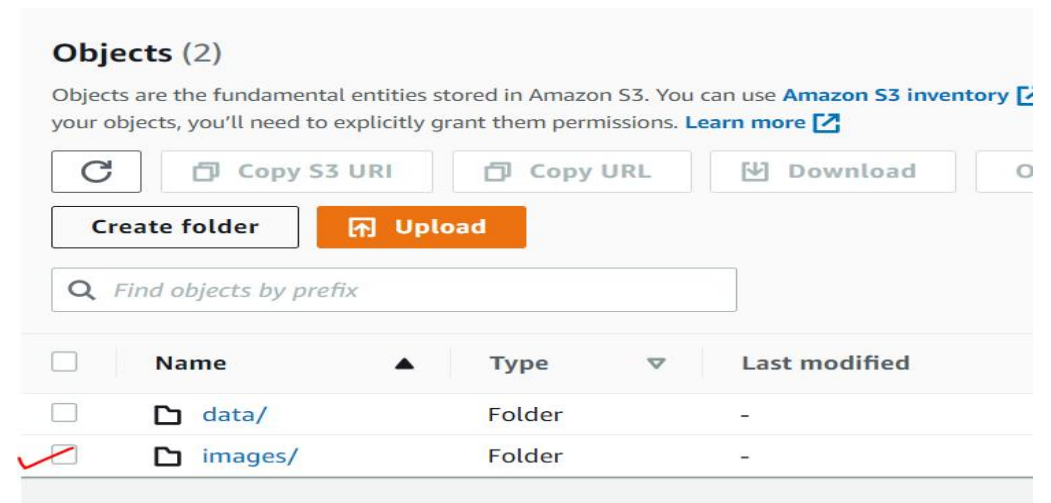 Objects (2)
Objects are the fundamental entities stored in Amazon S3. You can use Amazon S3 inventory
your objects, you'll need to explicitly grant them permissions. Learn more
Copy S3 URI Copy URL Download
Create folder Upload
Find objects by prefix
Name Type Last modified
data/ Folder -
images/ Folder -